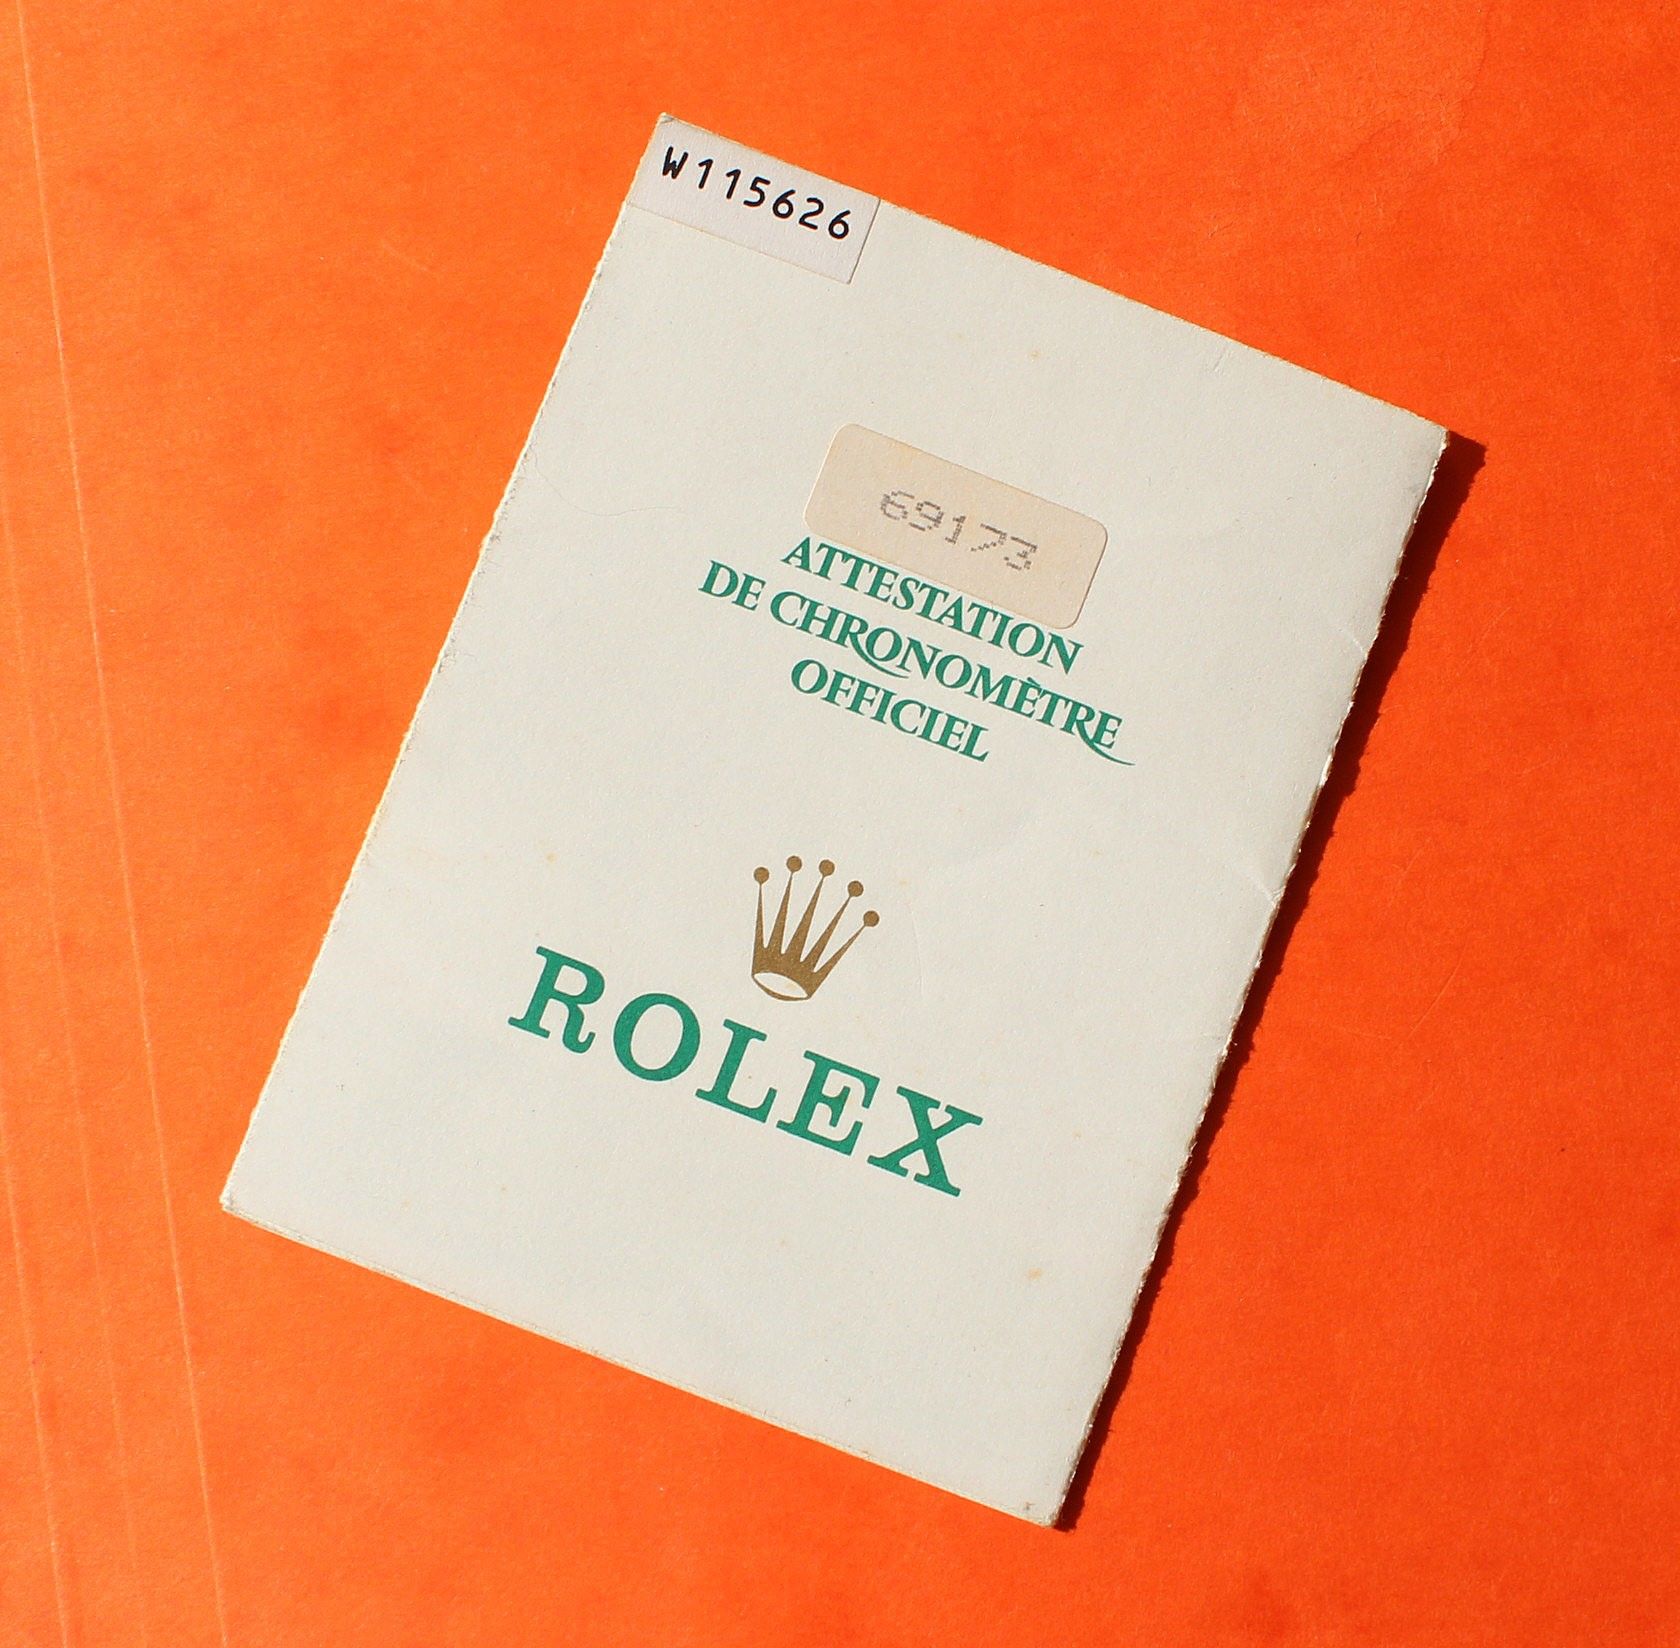 W115626
69173
ATTESTATION
DE CHRONOMÈTRE
OFFICIEL
ROLEX